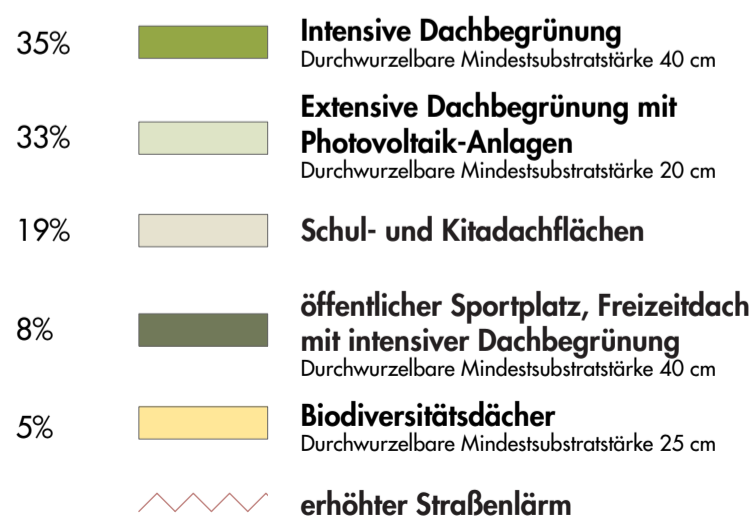 35%
Intensive Dachbegrünung
Durchwurzelbare Mindestsubstratstärke 40 cm
33%
Extensive Dachbegrünung mit
Photovoltaik-Anlagen
Durchwurzelbare Mindestsubstratstärke 20 cm
19%
Schul- und Kitadachflächen
8%
öffentlicher Sportplatz, Freizeitdach
mit intensiver Dachbegrünung
Durchwurzelbare Mindestsubstratstärke 40 cm
5%
Biodiversitätsdächer
Durchwurzelbare Mindestsubstratstärke 25 cm
erhöhter Straßenlärm